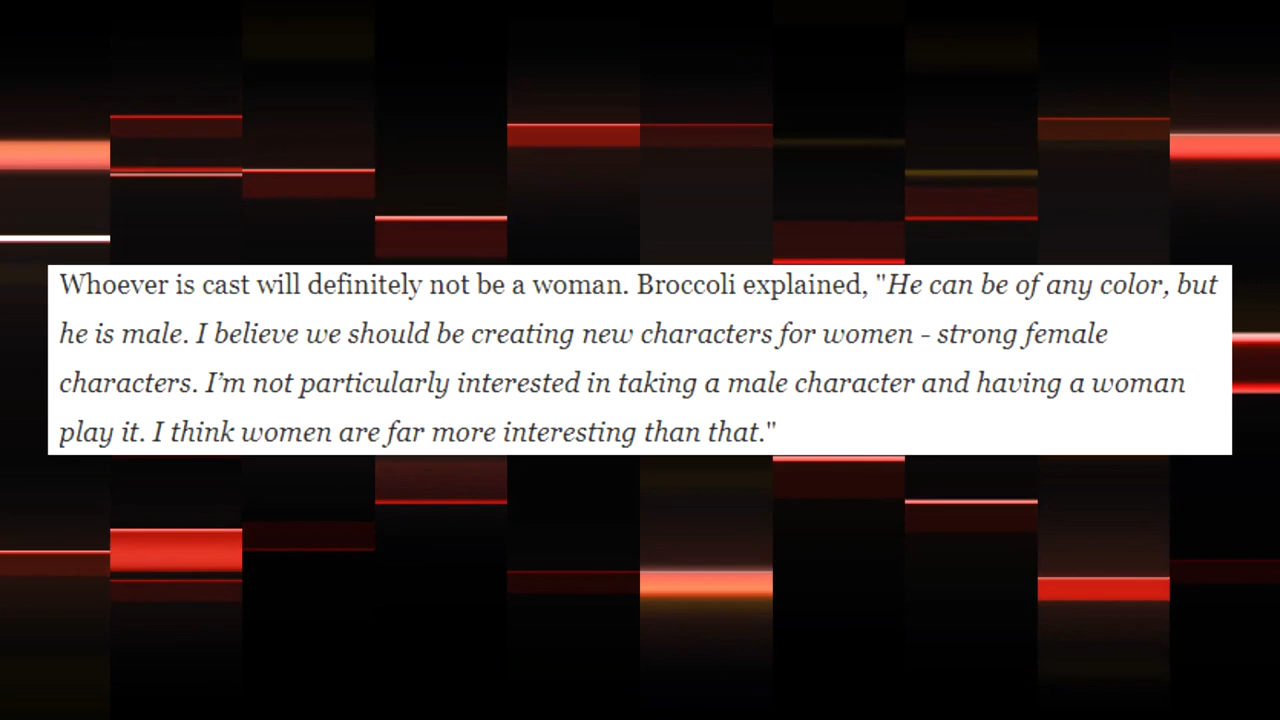 Whoever is cast will definitely not be a woman. Broccoli explained, "He can be of any color, but
he is male. I believe we should be creating new characters for women - strong female
characters. I’m not particularly interested in taking a male character and having a woman
play it. I think women are far more interesting than that."